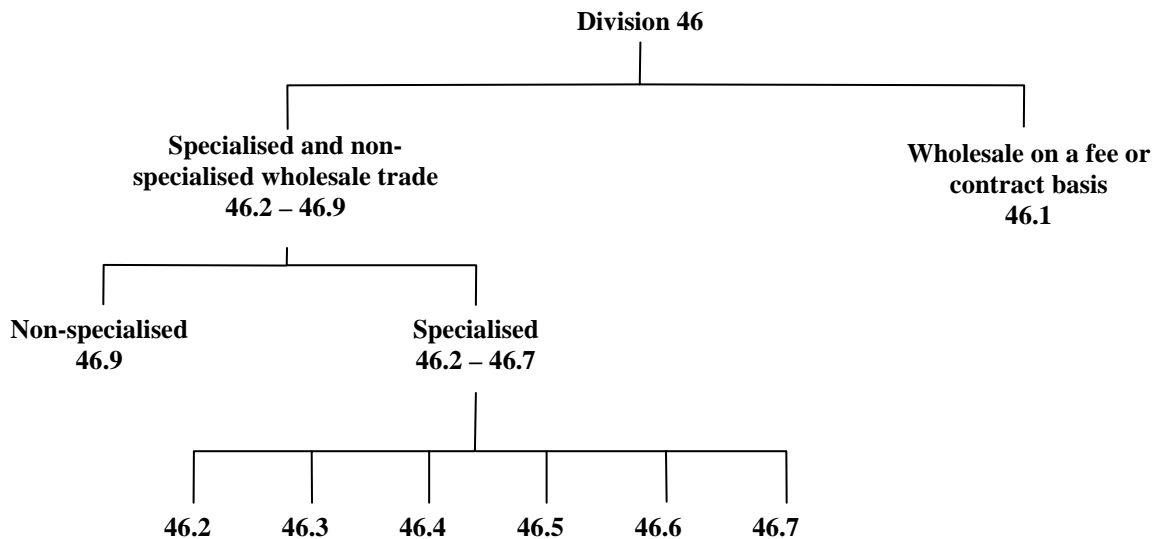 Division 46
Specialised and non-
specialised wholesale trade
46.2 – 46.9
Wholesale on a fee or
contract basis
46.1
Non-specialised
46.9
Specialised
46.2 – 46.7
46.2 46.3 46.4 46.5 46.6 46.7